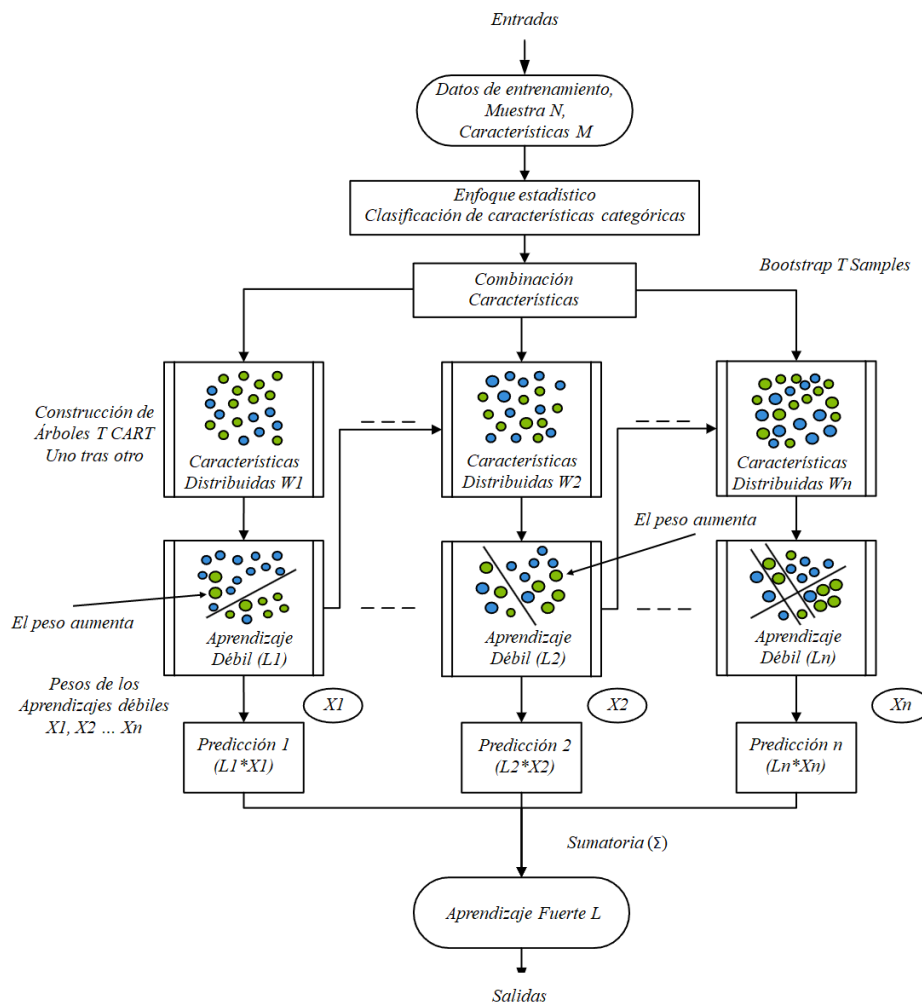 Entradas
Datos de entrenamiento,
Muestra N,
Características M
Enfoque estadístico
Clasificación de características categóricas
Bootstrap T Samples
Combinación
Características
Construcción de
Árboles T CART
Uno tras otro
Características
Distribuidas W1
Características
Distribuidas W2
Características
Distribuidas Wn
El peso aumenta
El peso aumenta
Aprendizaje
Débil (L1)
Aprendizaje
Débil (L2)
Aprendizaje
Débil (Ln)
Pesos de los
Aprendizajes débiles
X1, X2 ... Xn
X1
X2
Xn
Predicción 1
(L1*X1)
Predicción 2
(L2*X2)
Predicción n
(Ln*Xn)
Sumatoria (Σ)
Aprendizaje Fuerte L
Salidas